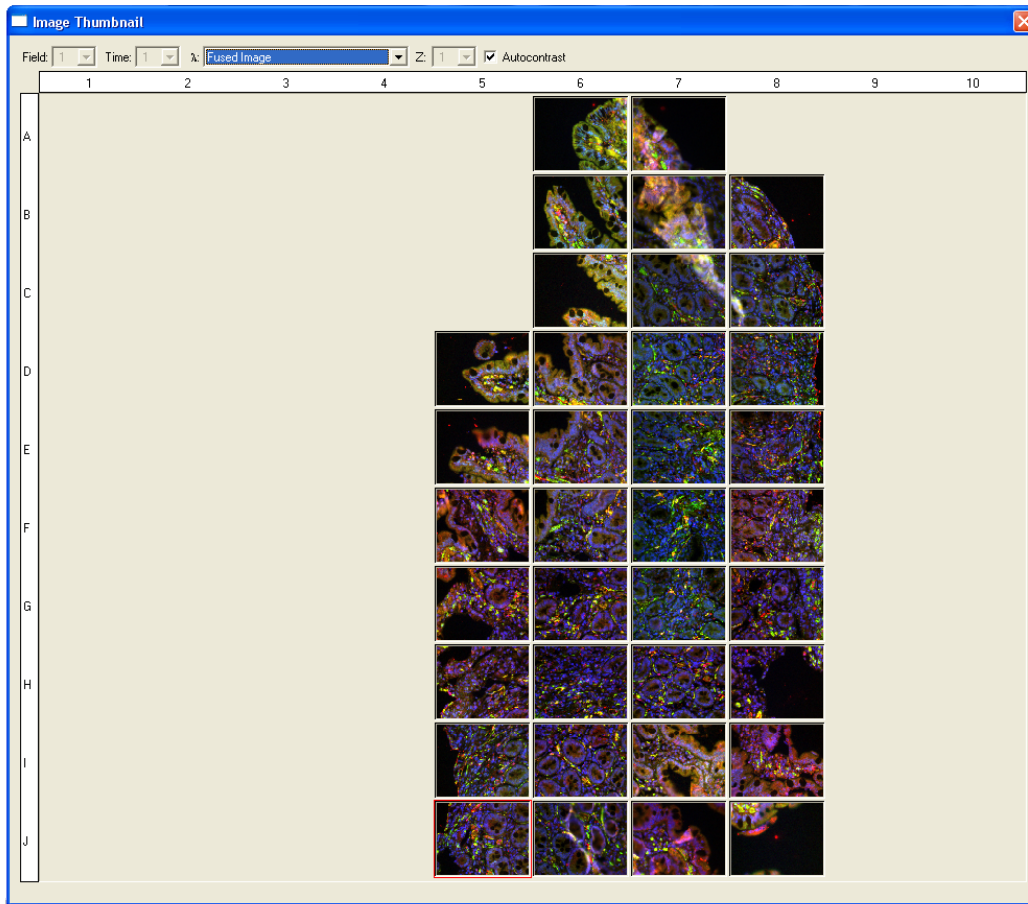 Image Thumbnail
Field: 1 Time: 1 λ: Fused Image Z: 1 Autocontrast
1 2 3 4 5 6 7 8 9 10
A
B
C
D
E
F
G
H
I
J